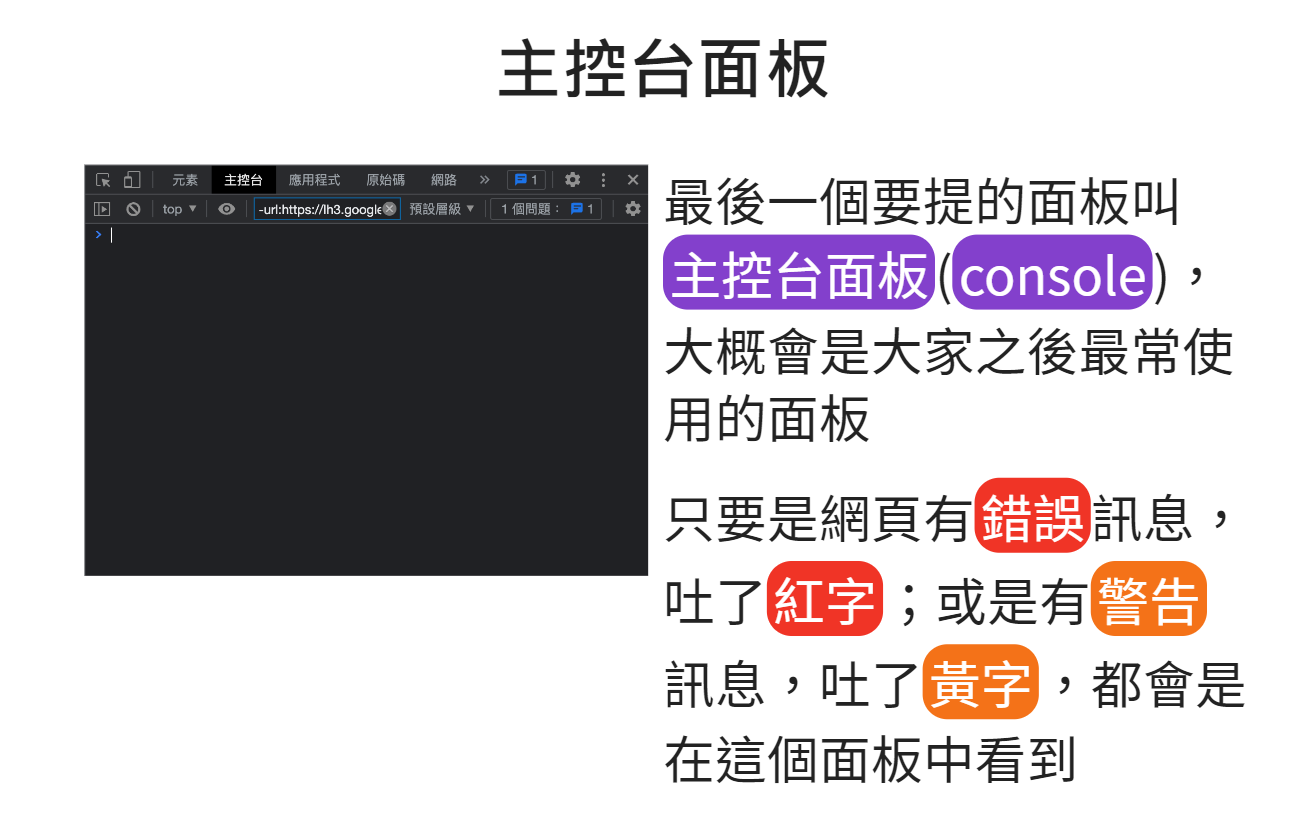 主控台面板
元素 主控台 應用程式 原始碼 網路 » 1
top ▼ -url:https://lh3.google 預設層級 ▼ 1 個問題： 1
>
最後一個要提的面板叫
主控台面板(console)，
大概會是大家之後最常使
用的面板
只要是網頁有錯誤訊息，
吐了紅字；或是有警告
訊息，吐了黃字，都會是
在這個面板中看到